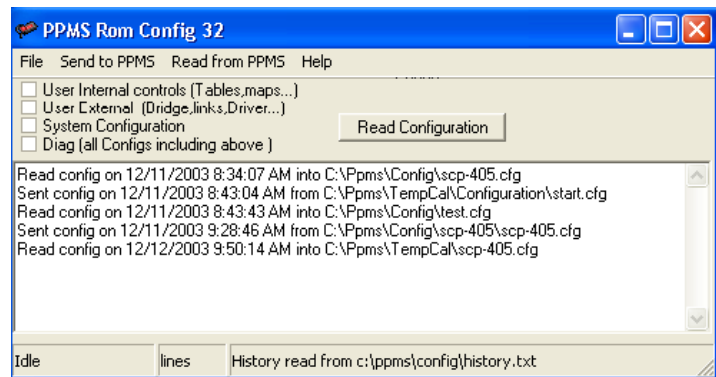 PPMS Rom Config 32
File Send to PPMS Read from PPMS Help
User Internal controls (Tables,maps...)
User External (Bridge,links,Driver...)
System Configuration
Diag (all Configs including above )
Read Configuration
Read config on 12/11/2003 8:34:07 AM into C:\Ppms\Config\scp-405.cfg
Sent config on 12/11/2003 8:43:04 AM from C:\Ppms\TempCal\Configuration\start.cfg
Read config on 12/11/2003 8:43:43 AM into C:\Ppms\Config\test.cfg
Sent config on 12/11/2003 9:28:46 AM from C:\Ppms\Config\scp-405\scp-405.cfg
Read config on 12/12/2003 9:50:14 AM into C:\Ppms\TempCal\scp-405.cfg
Idle lines History read from c:\ppms\config\history.txt